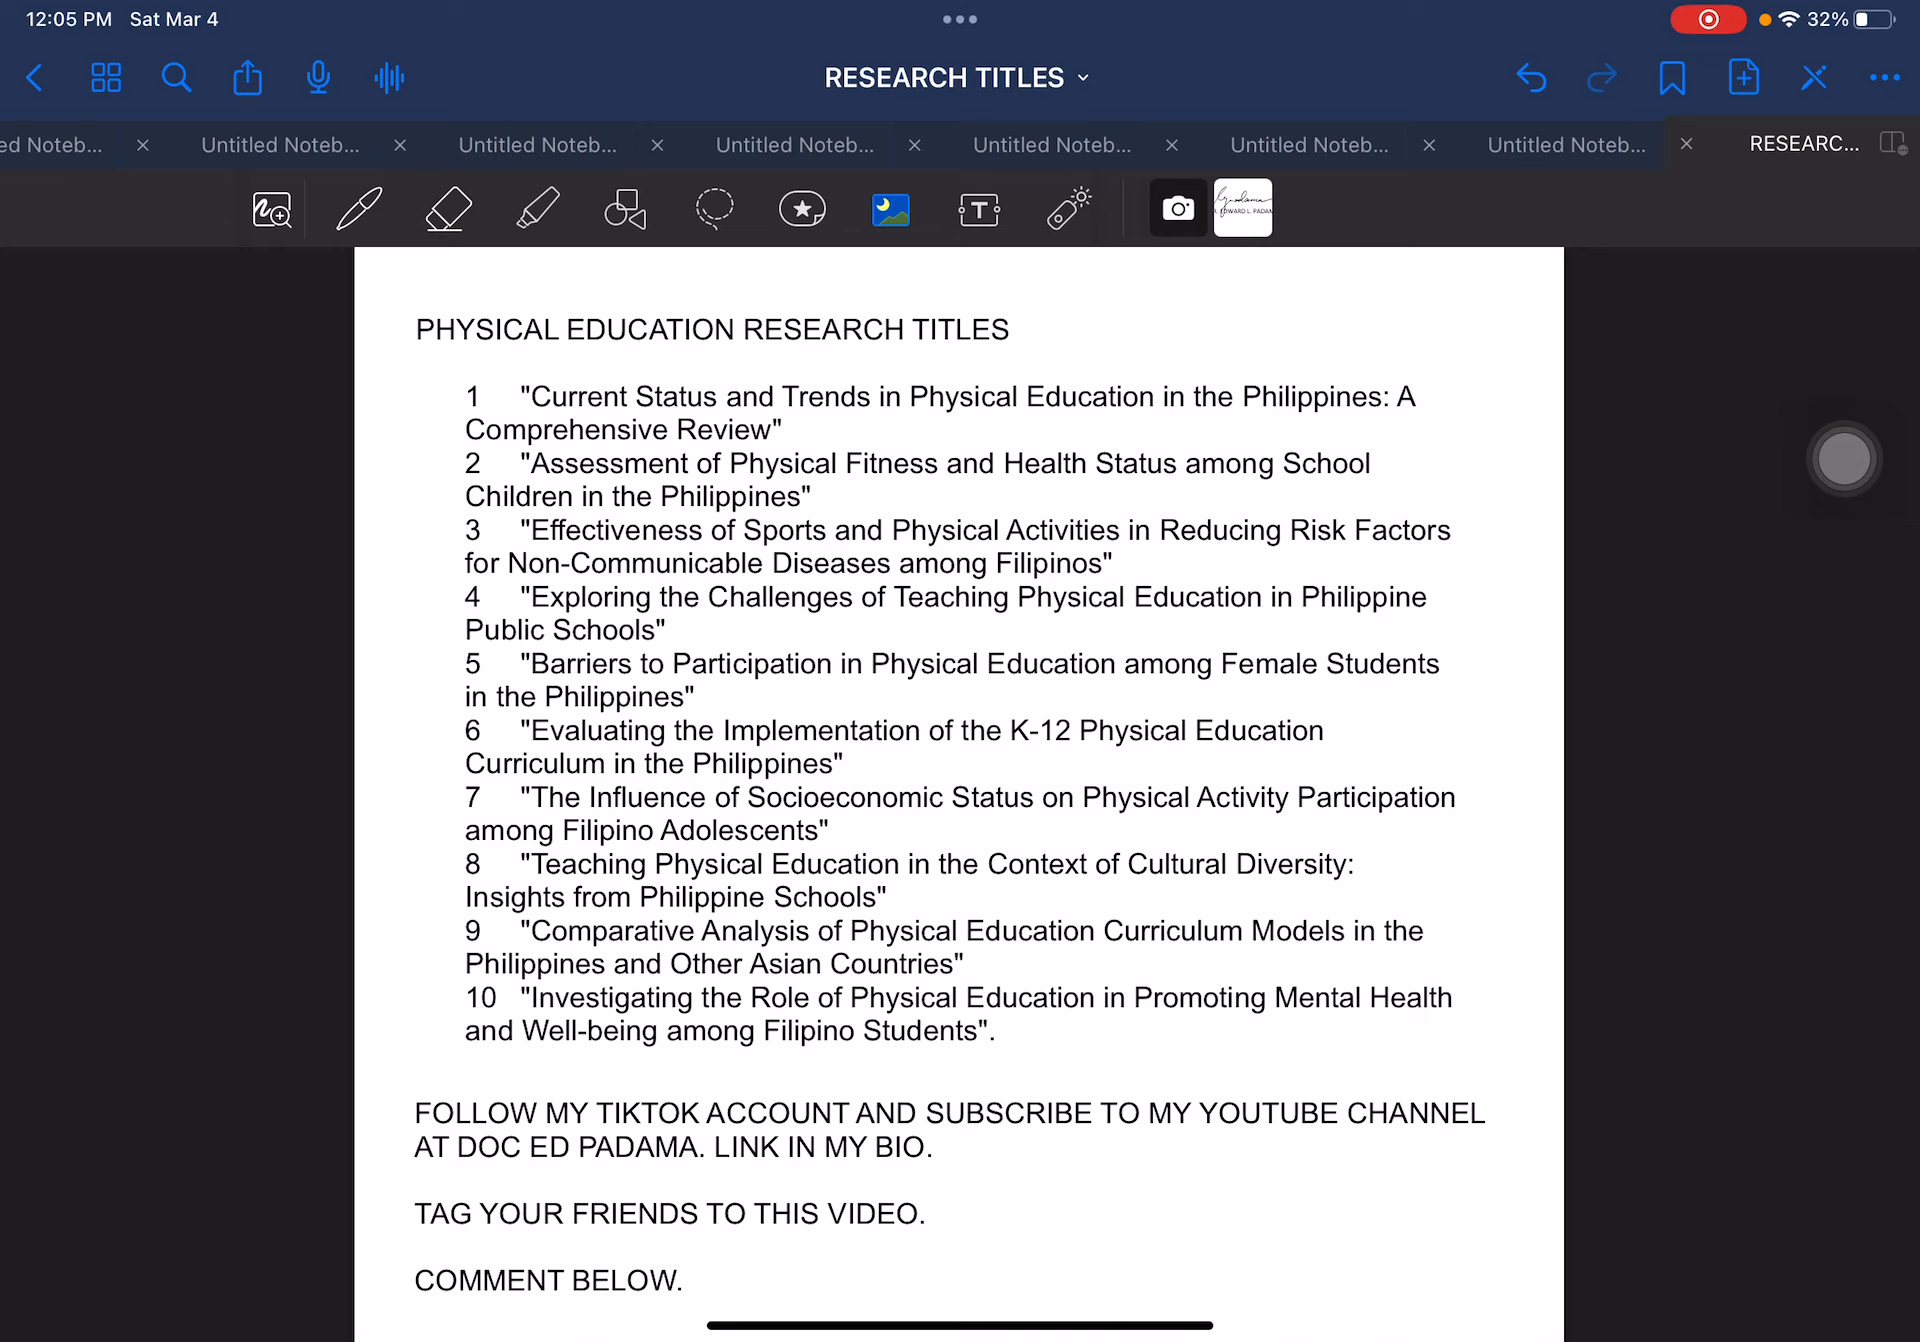 12:05 PM Sat Mar 4
32%
RESEARCH TITLES
ed Noteb...
Untitled Noteb...
Untitled Noteb...
Untitled Noteb...
Untitled Noteb...
Untitled Noteb...
Untitled Noteb...
RESEARC...
EDWARD L. PADAM
PHYSICAL EDUCATION RESEARCH TITLES
1 "Current Status and Trends in Physical Education in the Philippines: A
Comprehensive Review"
2 "Assessment of Physical Fitness and Health Status among School
Children in the Philippines"
3 "Effectiveness of Sports and Physical Activities in Reducing Risk Factors
for Non-Communicable Diseases among Filipinos"
4 "Exploring the Challenges of Teaching Physical Education in Philippine
Public Schools"
5 "Barriers to Participation in Physical Education among Female Students
in the Philippines"
6 "Evaluating the Implementation of the K-12 Physical Education
Curriculum in the Philippines"
7 "The Influence of Socioeconomic Status on Physical Activity Participation
among Filipino Adolescents"
8 "Teaching Physical Education in the Context of Cultural Diversity:
Insights from Philippine Schools"
9 "Comparative Analysis of Physical Education Curriculum Models in the
Philippines and Other Asian Countries"
10 "Investigating the Role of Physical Education in Promoting Mental Health
and Well-being among Filipino Students".
FOLLOW MY TIKTOK ACCOUNT AND SUBSCRIBE TO MY YOUTUBE CHANNEL
AT DOC ED PADAMA. LINK IN MY BIO.
TAG YOUR FRIENDS TO THIS VIDEO.
COMMENT BELOW.